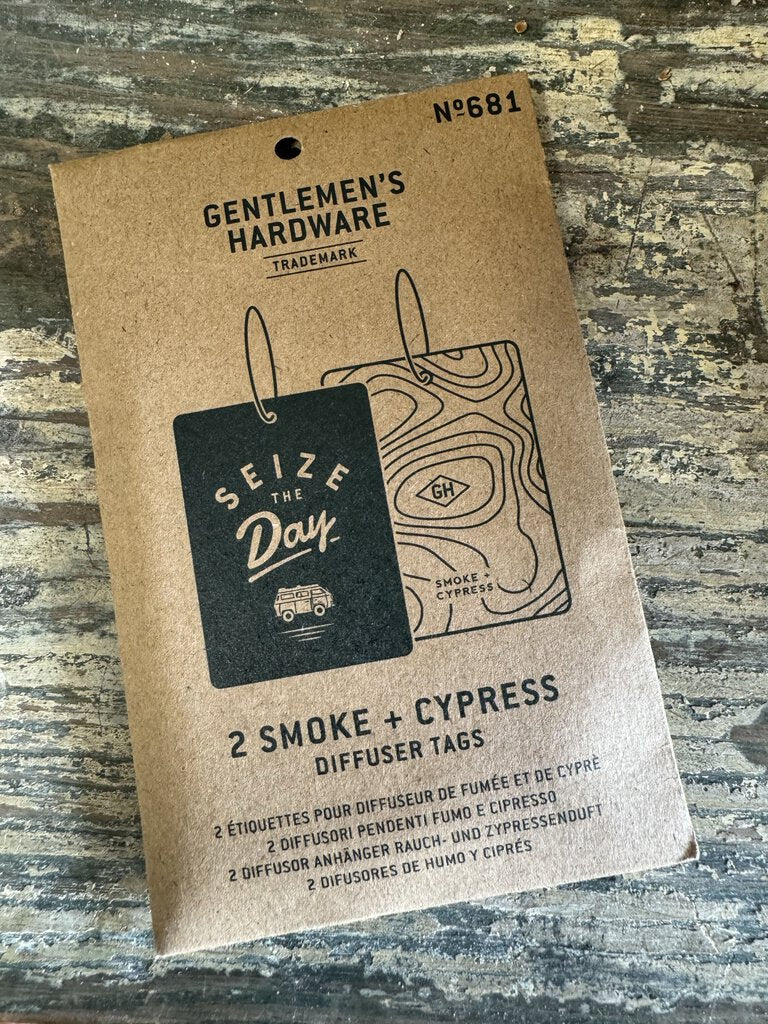 Nº681
GENTLEMEN'S
HARDWARE
TRADEMARK
SEIZE
THE
Day
GH
SMOKE +
CYPRESS
2 SMOKE + CYPRESS
DIFFUSER TAGS
2 ÉTIQUETTES POUR DIFFUSEUR DE FUMÉE ET DE CYPRÈ
2 DIFFUSORI PENDENTI FUMO E CIPRESSO
2 DIFFUSOR ANHÄNGER RAUCH- UND ZYPRESSENDUFT
2 DIFUSORES DE HUMO Y CIPRÉS